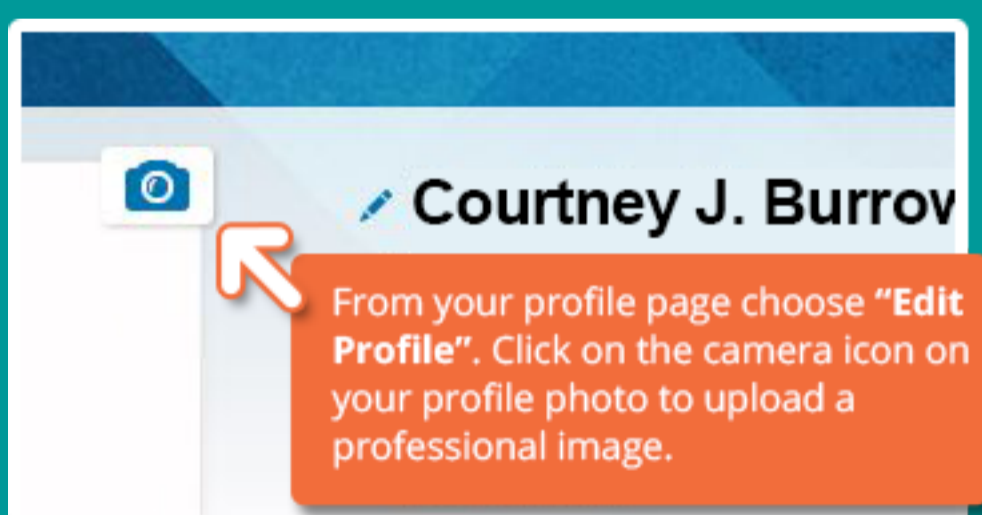 Courtney J. Burrow
From your profile page choose “Edit
Profile”. Click on the camera icon on
your profile photo to upload a
professional image.